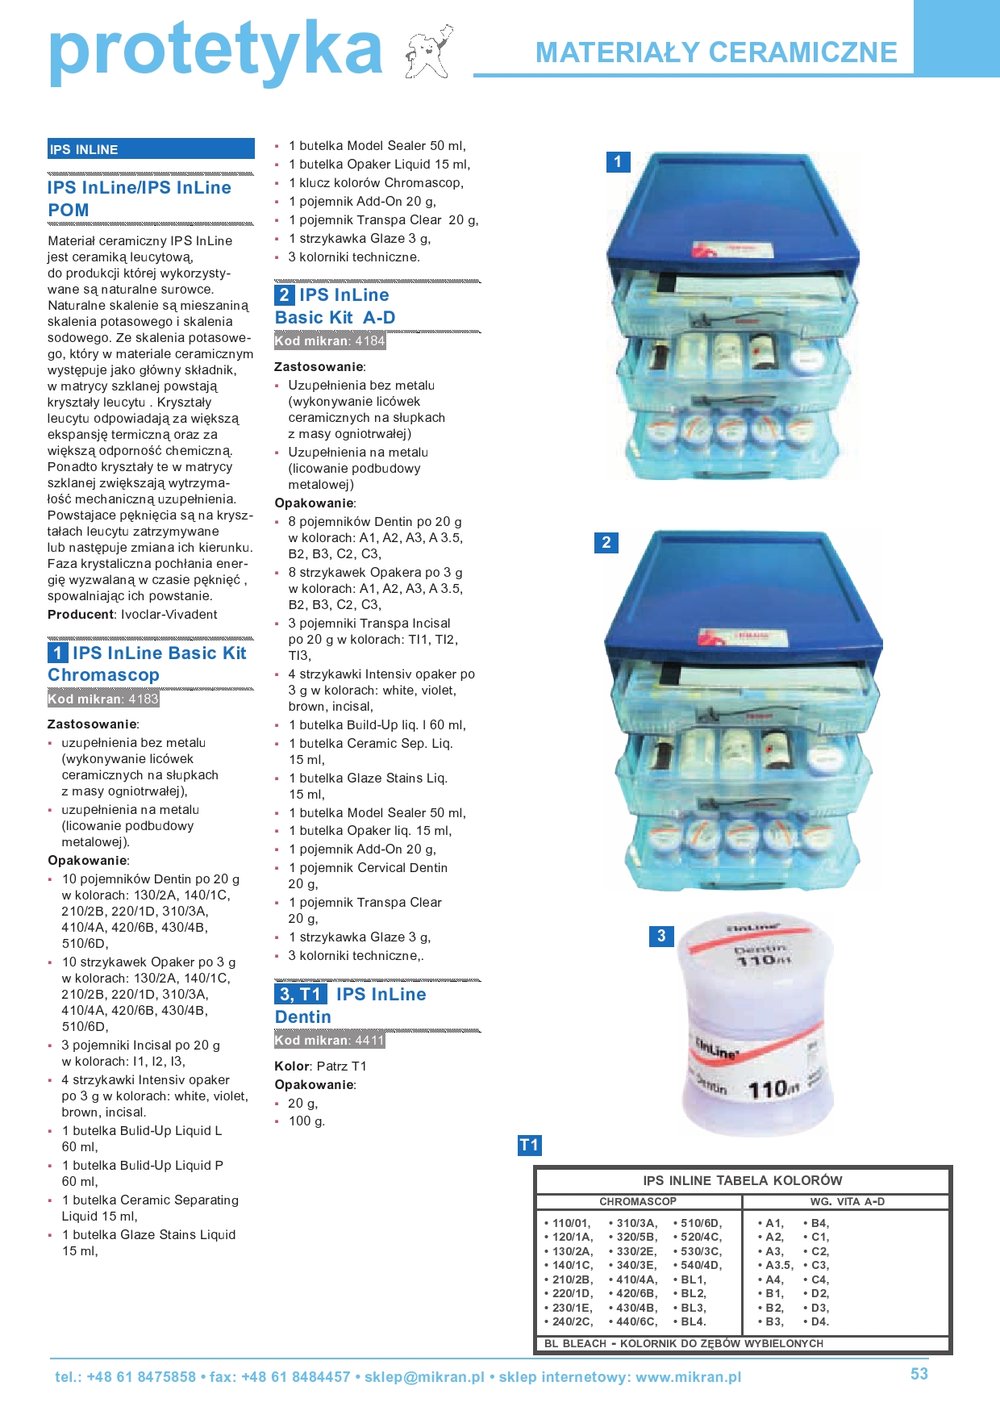 protetyka
MATERIAŁY CERAMICZNE
IPS INLINE
IPS InLine/IPS InLine
POM
Materiał ceramiczny IPS InLine
jest ceramiką leucytową,
do produkcji której wykorzysty-
wane są naturalne surowce.
Naturalne skalenie są mieszaniną
skalenia potasowego i skalenia
sodowego. Ze skalenia potasowe-
go, który w materiale ceramicznym
występuje jako główny składnik,
w matrycy szklanej powstają
kryształy leucytu . Kryształy
leucytu odpowiadają za większą
ekspansję termiczną oraz za
większą odporność chemiczną.
Ponadto kryształy te w matrycy
szklanej zwiększają wytrzyma-
łość mechaniczną uzupełnienia.
Powstajace pęknięcia są na krysz-
tałach leucytu zatrzymywane
lub następuje zmiana ich kierunku.
Faza krystaliczna pochłania ener-
gię wyzwalaną w czasie pęknięć ,
spowalniając ich powstanie.
Producent: Ivoclar-Vivadent
1 IPS InLine Basic Kit
Chromascop
Kod mikran: 4183
Zastosowanie:
▪ uzupełnienia bez metalu
(wykonywanie licówek
ceramicznych na słupkach
z masy ogniotrwałej),
▪ uzupełnienia na metalu
(licowanie podbudowy
metalowej).
Opakowanie:
▪ 10 pojemników Dentin po 20 g
w kolorach: 130/2A, 140/1C,
210/2B, 220/1D, 310/3A,
410/4A, 420/6B, 430/4B,
510/6D,
▪ 10 strzykawek Opaker po 3 g
w kolorach: 130/2A, 140/1C,
210/2B, 220/1D, 310/3A,
410/4A, 420/6B, 430/4B,
510/6D,
▪ 3 pojemniki Incisal po 20 g
w kolorach: I1, I2, I3,
▪ 4 strzykawki Intensiv opaker
po 3 g w kolorach: white, violet,
brown, incisal.
▪ 1 butelka Bulid-Up Liquid L
60 ml,
▪ 1 butelka Bulid-Up Liquid P
60 ml,
▪ 1 butelka Ceramic Separating
Liquid 15 ml,
▪ 1 butelka Glaze Stains Liquid
15 ml,
▪ 1 butelka Model Sealer 50 ml,
▪ 1 butelka Opaker Liquid 15 ml,
▪ 1 klucz kolorów Chromascop,
▪ 1 pojemnik Add-On 20 g,
▪ 1 pojemnik Transpa Clear 20 g,
▪ 1 strzykawka Glaze 3 g,
▪ 3 kolorniki techniczne.
2 IPS InLine
Basic Kit A-D
Kod mikran: 4184
Zastosowanie:
▪ Uzupełnienia bez metalu
(wykonywanie licówek
ceramicznych na słupkach
z masy ogniotrwałej)
▪ Uzupełnienia na metalu
(licowanie podbudowy
metalowej)
Opakowanie:
▪ 8 pojemników Dentin po 20 g
w kolorach: A1, A2, A3, A 3.5,
B2, B3, C2, C3,
▪ 8 strzykawek Opakera po 3 g
w kolorach: A1, A2, A3, A 3.5,
B2, B3, C2, C3,
▪ 3 pojemniki Transpa Incisal
po 20 g w kolorach: TI1, TI2,
TI3,
▪ 4 strzykawki Intensiv opaker po
3 g w kolorach: white, violet,
brown, incisal,
▪ 1 butelka Build-Up liq. l 60 ml,
▪ 1 butelka Ceramic Sep. Liq.
15 ml,
▪ 1 butelka Glaze Stains Liq.
15 ml,
▪ 1 butelka Model Sealer 50 ml,
▪ 1 butelka Opaker liq. 15 ml,
▪ 1 pojemnik Add-On 20 g,
▪ 1 pojemnik Cervical Dentin
20 g,
▪ 1 pojemnik Transpa Clear
20 g,
▪ 1 strzykawka Glaze 3 g,
▪ 3 kolorniki techniczne,.
3, T1 IPS InLine
Dentin
Kod mikran: 4411
Kolor: Patrz T1
Opakowanie:
▪ 20 g,
▪ 100 g.
1
2
3
InLine
Dentin
110/11
InLine
Dentin
110/11
T1
IPS INLINE TABELA KOLORÓW
CHROMASCOP WG. VITA A-D
• 110/01, • 310/3A, • 510/6D, • A1, • B4,
• 120/1A, • 320/5B, • 520/4C, • A2, • C1,
• 130/2A, • 330/2E, • 530/3C, • A3, • C2,
• 140/1C, • 340/3E, • 540/4D, • A3.5, • C3,
• 210/2B, • 410/4A, • BL1, • A4, • C4,
• 220/1D, • 420/6B, • BL2, • B1, • D2,
• 230/1E, • 430/4B, • BL3, • B2, • D3,
• 240/2C, • 440/6C, • BL4. • B3, • D4.
BL BLEACH - KOLORNIK DO ZĘBÓW WYBIELONYCH
tel.: +48 61 8475858 • fax: +48 61 8484457 • sklep@mikran.pl • sklep internetowy: www.mikran.pl
53